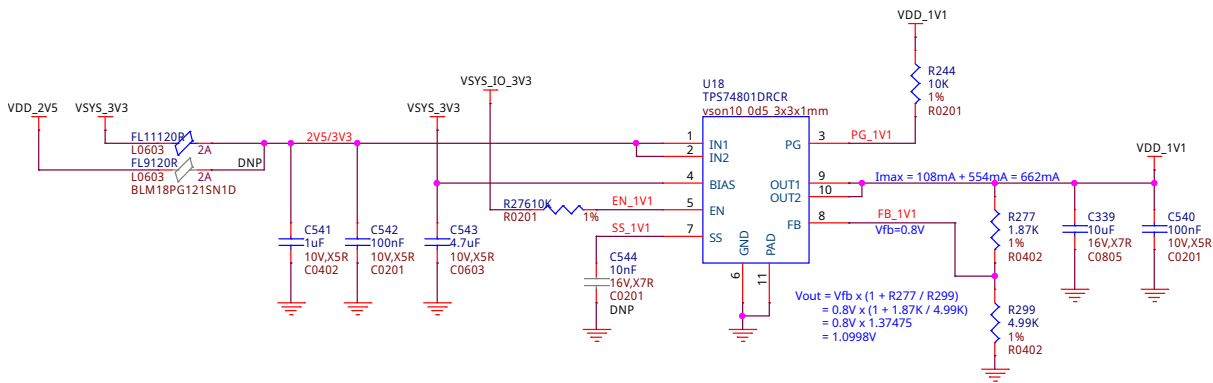 VDD_1V1
R244
10K
1%
R0201
VSYS_IO_3V3
U18
TPS74801DRCR
vson10_0d5_3x3x1mm
VDD_2V5
VSYS_3V3
VSYS_3V3
FL11120R
L0603
2A
FL9120R
L0603
2A
BLM18PG121SN1D
DNP
2V5/3V3
1
2
4
5
7
IN1
IN2
BIAS
EN
SS
PG
OUT1
OUT2
FB
GND
PAD
6
11
3
9
10
8
PG_1V1
VDD_1V1
Imax = 108mA + 554mA = 662mA
FB_1V1
Vfb=0.8V
R27610K
R0201
1%
EN_1V1
SS_1V1
C541
1uF
10V,X5R
C0402
C542
100nF
10V,X5R
C0201
C543
4.7uF
10V,X5R
C0603
C544
10nF
16V,X7R
C0201
DNP
R277
1.87K
1%
R0402
C339
10uF
16V,X7R
C0805
C540
100nF
10V,X5R
C0201
Vout = Vfb x (1 + R277 / R299)
= 0.8V x (1 + 1.87K / 4.99K)
= 0.8V x 1.37475
= 1.0998V
R299
4.99K
1%
R0402